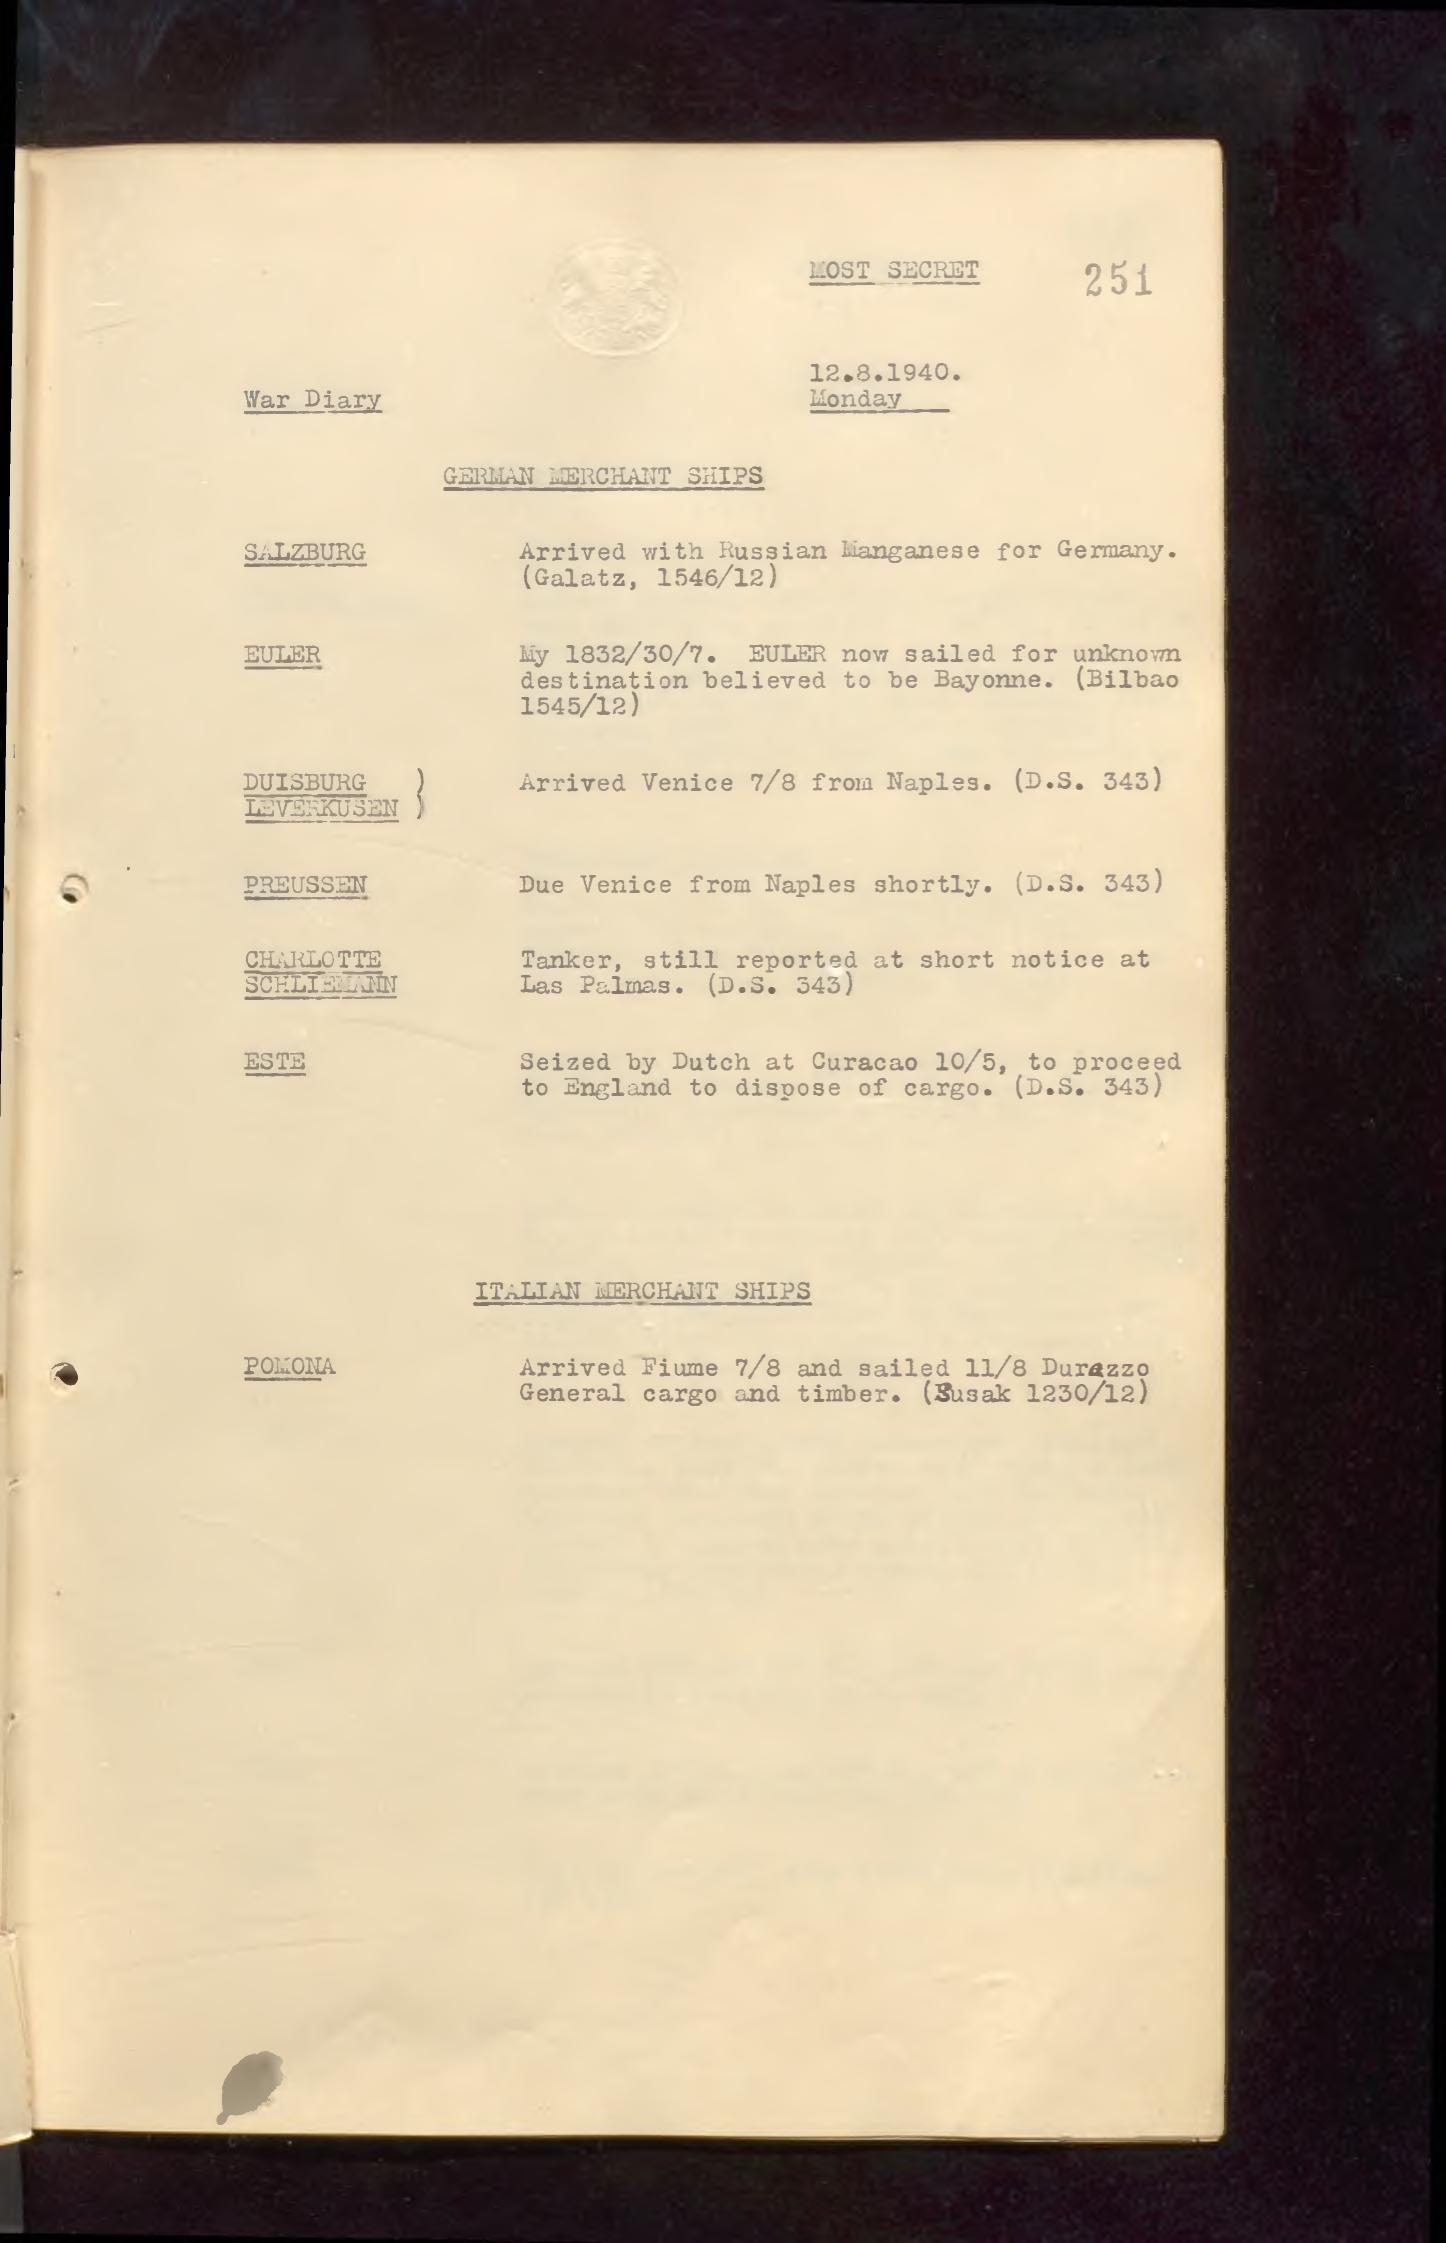 MOST SECRET 251
12.8.1940.
War Diary Monday
GERMAN MERCHANT SHIPS
SALZBURG Arrived with Russian Manganese for Germany.
(Galatz, 1546/12)
EULER My 1832/30/7. EULER now sailed for unknown
destination believed to be Bayonne. (Bilbao
1545/12)
DUISBURG ) Arrived Venice 7/8 from Naples. (D.S. 343)
LEVERKUSEN )
PREUSSEN Due Venice from Naples shortly. (D.S. 343)
CHARLOTTE Tanker, still reported at short notice at
SCHLIEMANN Las Palmas. (D.S. 343)
ESTE Seized by Dutch at Curacao 10/5, to proceed
to England to dispose of cargo. (D.S. 343)
ITALIAN MERCHANT SHIPS
POMONA Arrived Fiume 7/8 and sailed 11/8 Durazzo
General cargo and timber. (Susak 1230/12)